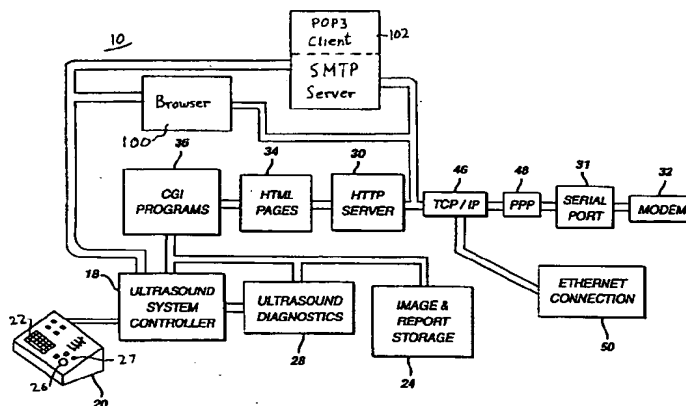 10
POP3
Client
102
SMTP
Server
Browser
100
36
34
30
46
48
31
32
CGI
PROGRAMS
HTML
PAGES
HTTP
SERVER
TCP / IP
PPP
SERIAL
PORT
MODEM
18
ULTRASOUND
SYSTEM
CONTROLLER
ULTRASOUND
DIAGNOSTICS
IMAGE &
REPORT
STORAGE
ETHERNET
CONNECTION
22
27
26
20
28
24
50